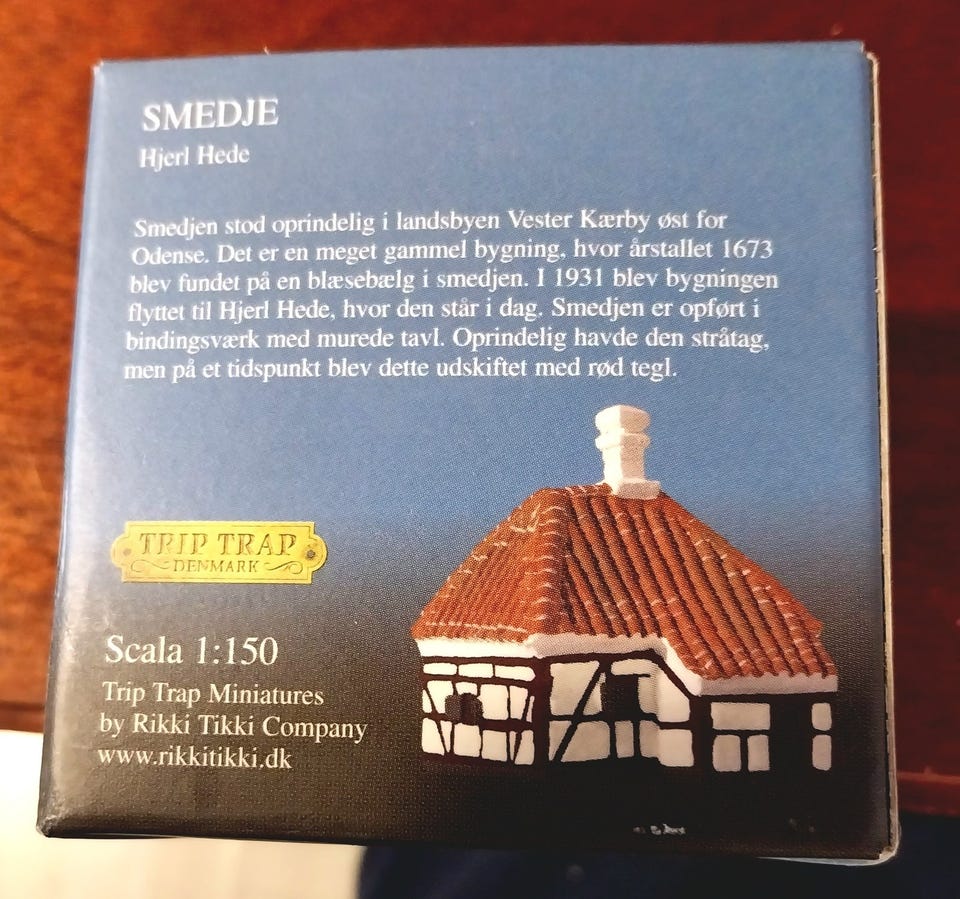 SMEDJE
Hjerl Hede
Smedjen stod oprindelig i landsbyen Vester Kærby øst for
Odense. Det er en meget gammel bygning, hvor årstallet 1673
blev fundet på en blæsebælg i smedjen. I 1931 blev bygningen
flyttet til Hjerl Hede, hvor den står i dag. Smedjen er opført i
bindingsværk med murede tavl. Oprindelig havde den stråtag,
men på et tidspunkt blev dette udskiftet med rød tegl.
TRIP TRAP
DENMARK
Scala 1:150
Trip Trap Miniatures
by Rikki Tikki Company
www.rikkitikki.dk